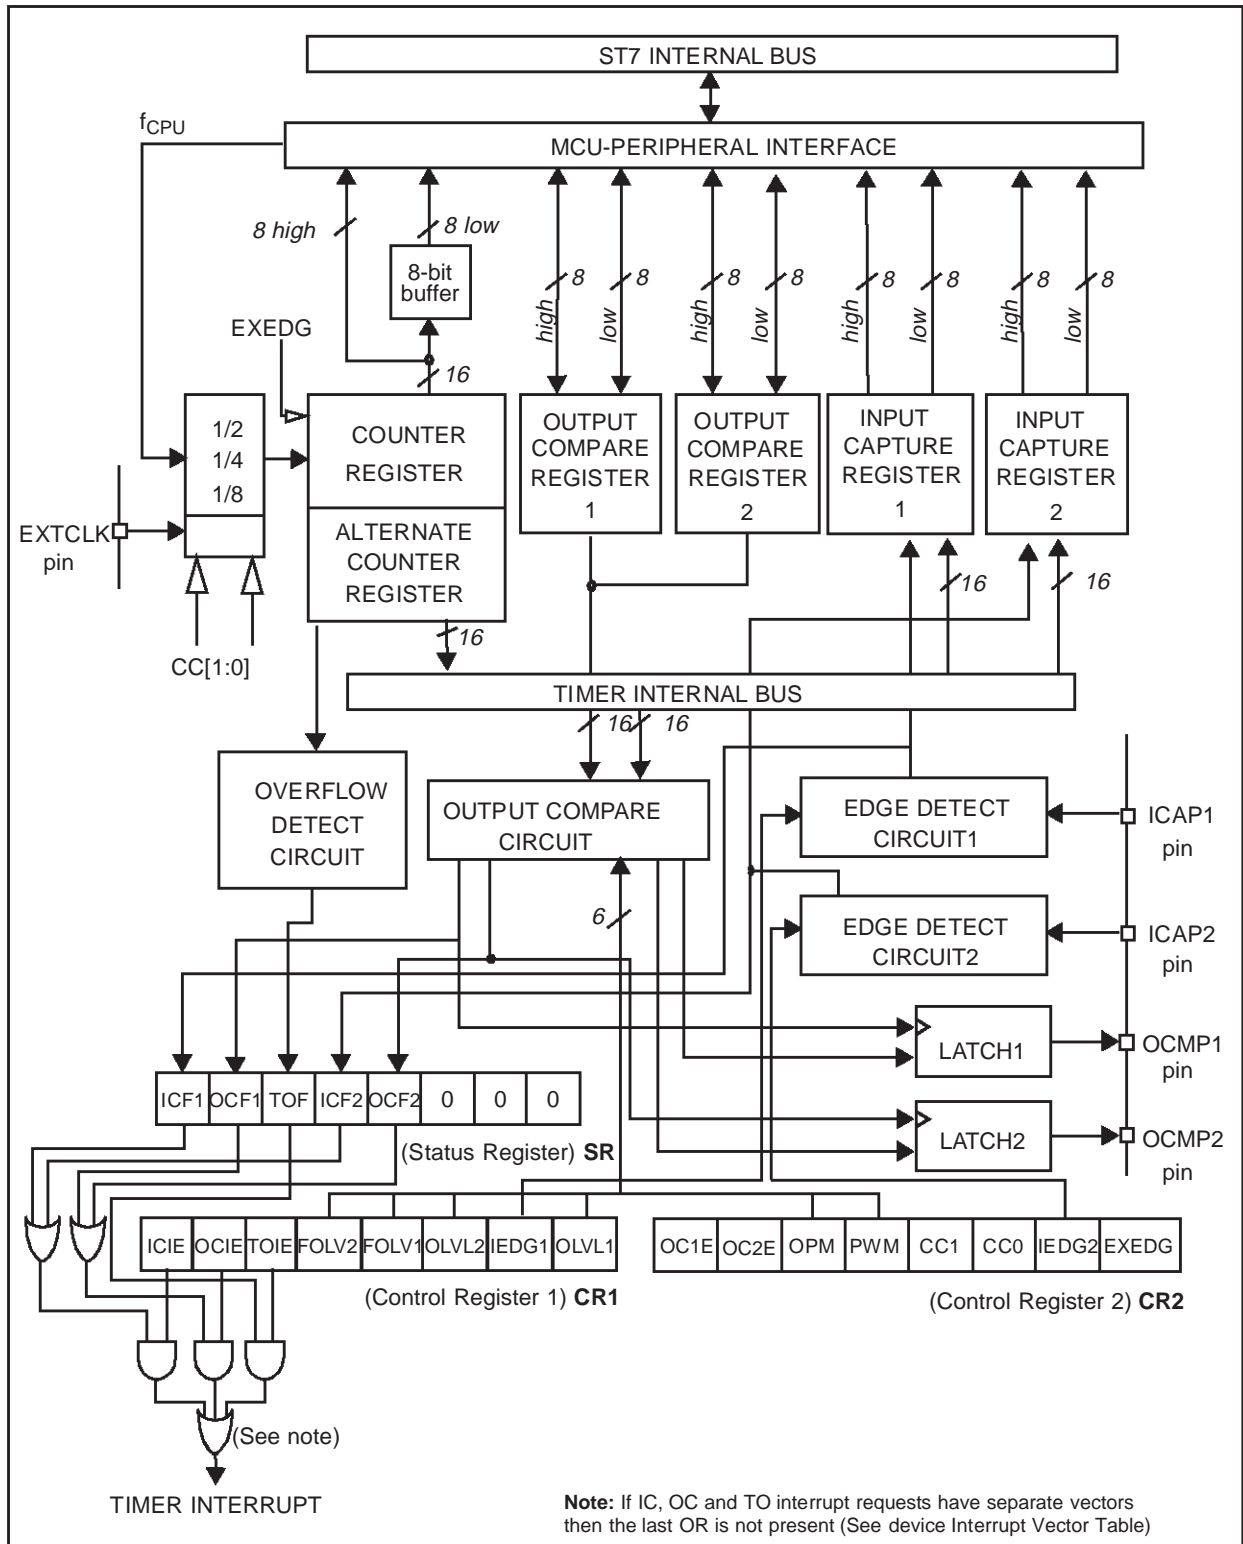 ST7 INTERNAL BUS
fCPU
MCU-PERIPHERAL INTERFACE
8 high
8 low
8-bit
buffer
8
8
8
8
8
8
8
8
high
low
high
low
high
low
high
low
EXEDG
16
1/2
1/4
1/8
COUNTER
REGISTER
ALTERNATE
COUNTER
REGISTER
OUTPUT
COMPARE
REGISTER
1
OUTPUT
COMPARE
REGISTER
2
INPUT
CAPTURE
REGISTER
1
INPUT
CAPTURE
REGISTER
2
EXTCLK
pin
16
16
16
CC[1:0]
TIMER INTERNAL BUS
16
16
OVERFLOW
DETECT
CIRCUIT
OUTPUT COMPARE
CIRCUIT
EDGE DETECT
CIRCUIT1
ICAP1
pin
6
EDGE DETECT
CIRCUIT2
ICAP2
pin
LATCH1
OCMP1
pin
ICF1 OCF1 TOF ICF2 OCF2 0 0 0
(Status Register) SR
LATCH2
OCMP2
pin
ICIE OCIE TOIE FOLV2 FOLV1 OLVL2 IEDG1 OLVL1
(Control Register 1) CR1
OC1E OC2E OPM PWM CC1 CC0 IEDG2 EXEDG
(Control Register 2) CR2
(See note)
TIMER INTERRUPT
Note: If IC, OC and TO interrupt requests have separate vectors
then the last OR is not present (See device Interrupt Vector Table)